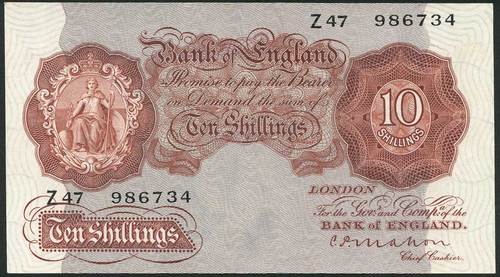 Z47 986734
Bank of England
Promise to pay the Bearer
on Demand the sum of
Ten Shillings
10
SHILLINGS
Z47 986734
LONDON
For the Govr. and Compa. of the
BANK of ENGLAND.
Ten Shillings
C.P. Mahon
Chief Cashier.